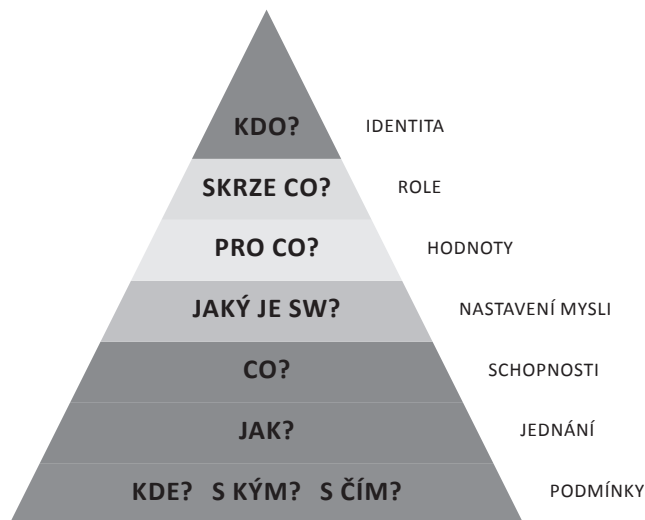 KDO? IDENTITA
SKRZE CO? ROLE
PRO CO? HODNOTY
JAKÝ JE SW? NASTAVENÍ MYSLI
CO? SCHOPNOSTI
JAK? JEDNÁNÍ
KDE? S KÝM? S ČÍM? PODMÍNKY